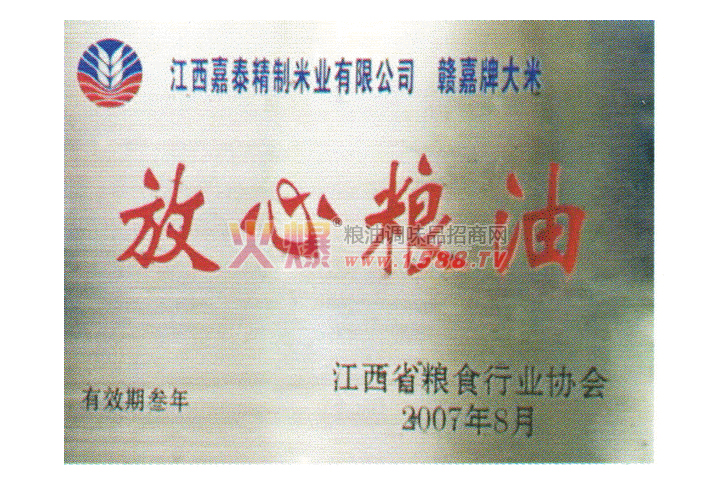 江西嘉泰精制米业有限公司 赣嘉牌大米
放心粮油
火爆® 粮油调味品招商网
www.1588.TV
有效期叁年
江西省粮食行业协会
2007年8月